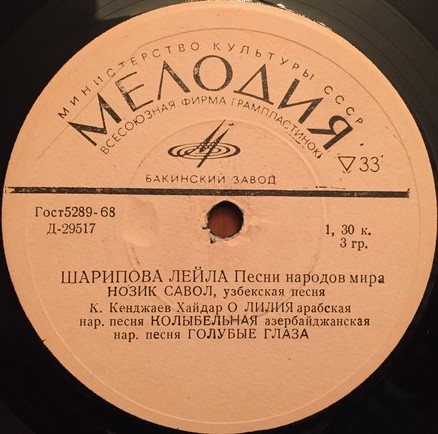 МИНИСТЕРСТВО КУЛЬТУРЫ СССР
МЕЛОДИЯ
ВСЕСОЮЗНАЯ ФИРМА ГРАМПЛАСТИНОК
33
БАКИНСКИЙ ЗАВОД
Гост5289-68
Д-29517
1, 30 к.
3 гр.
ШАРИПОВА ЛЕЙЛА Песни народов мира
НОЗИК САВОЛ, узбекская песня
К. Кенджаев Хайдар О ЛИЛИЯ арабская
нар. песня КОЛЫБЕЛЬНАЯ азербайджанская
нар. песня ГОЛУБЫЕ ГЛАЗА